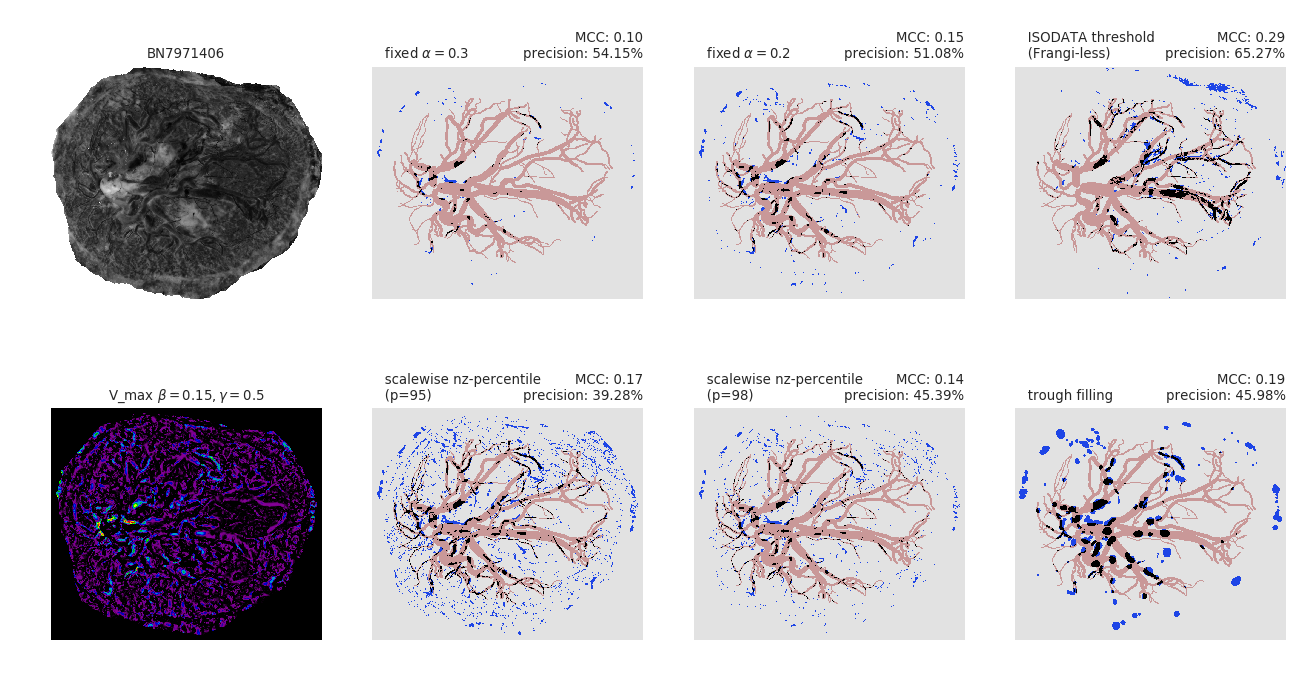 BN7971406
fixed α = 0.3
MCC: 0.10
precision: 54.15%
fixed α = 0.2
MCC: 0.15
precision: 51.08%
ISODATA threshold
(Frangi-less)
MCC: 0.29
precision: 65.27%
V_max β = 0.15, γ = 0.5
scalewise nz-percentile
(p=95)
MCC: 0.17
precision: 39.28%
scalewise nz-percentile
(p=98)
MCC: 0.14
precision: 45.39%
trough filling
MCC: 0.19
precision: 45.98%